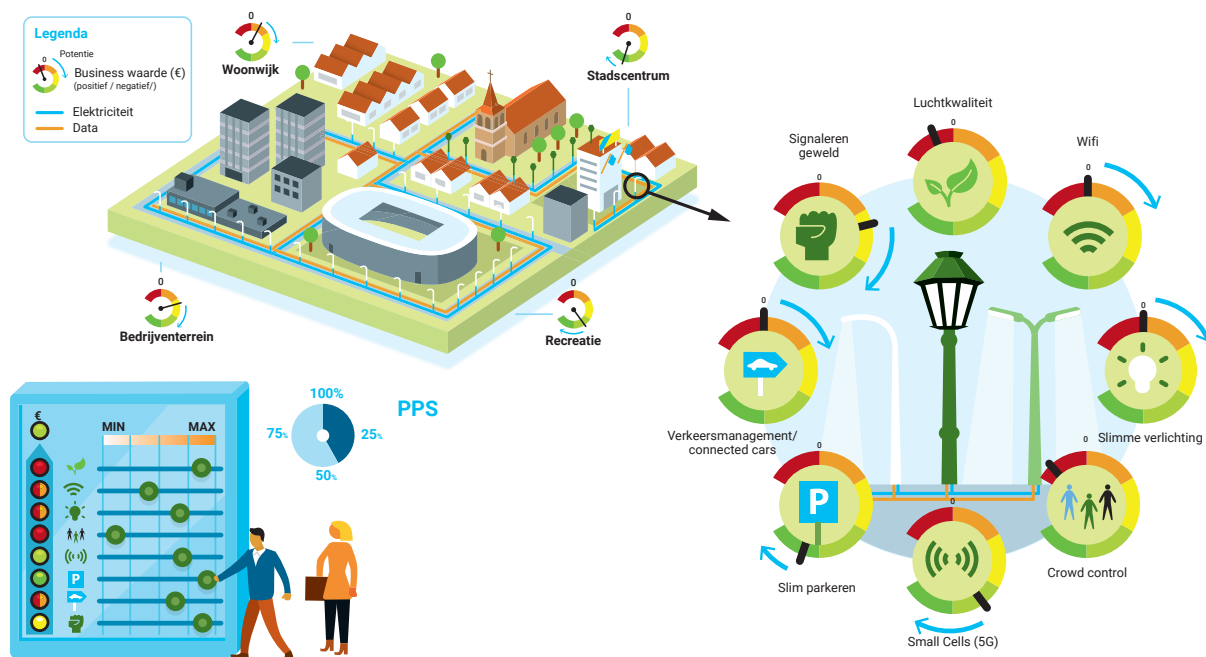 Legenda
Potentie
0
Business waarde (€)
(positief / negatief/)
Elektriciteit
Data
0
Woonwijk
0
Stadscentrum
0
Bedrijventerrein
0
Recreatie
€
MIN
MAX
P
100%
75%
25%
50%
PPS
Luchtkwaliteit
0
Signaleren
geweld
0
Wifi
0
0
Verkeersmanagement/
connected cars
0
Slimme verlichting
0
P
Slim parkeren
0
Small Cells (5G)
0
Crowd control